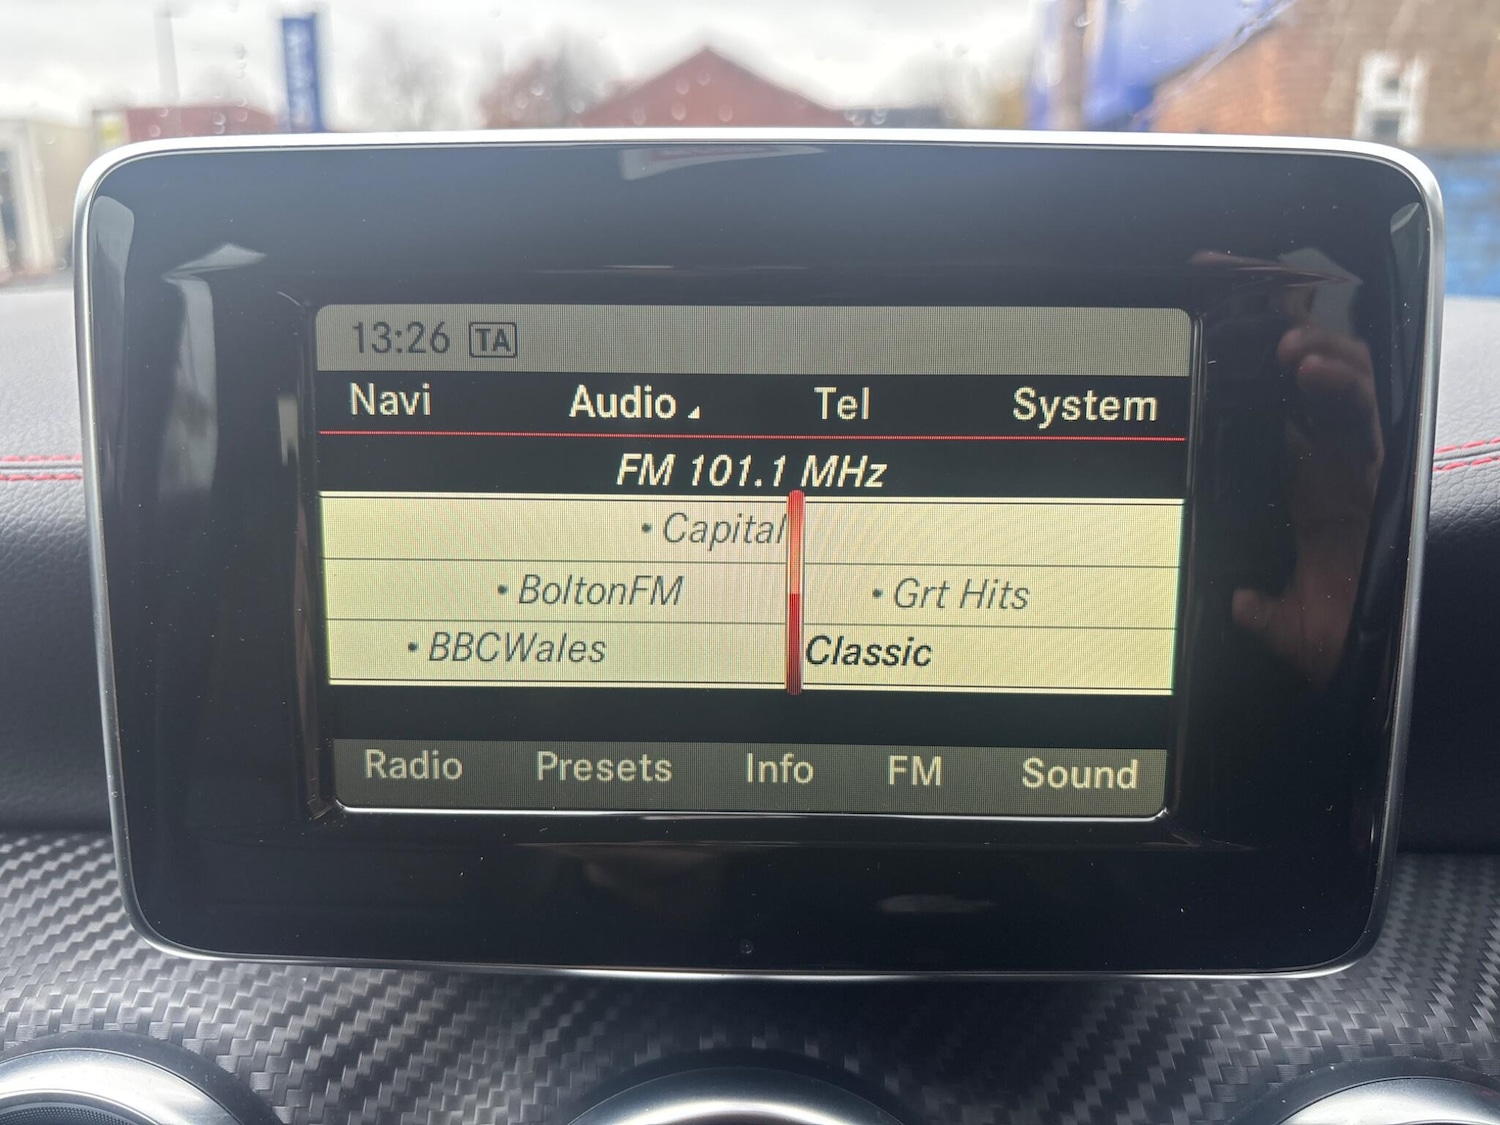 13:26 TA
Navi Audio Tel System
FM 101.1 MHz
• Capital
• BoltonFM • Grt Hits
• BBCWales Classic
Radio Presets Info FM Sound